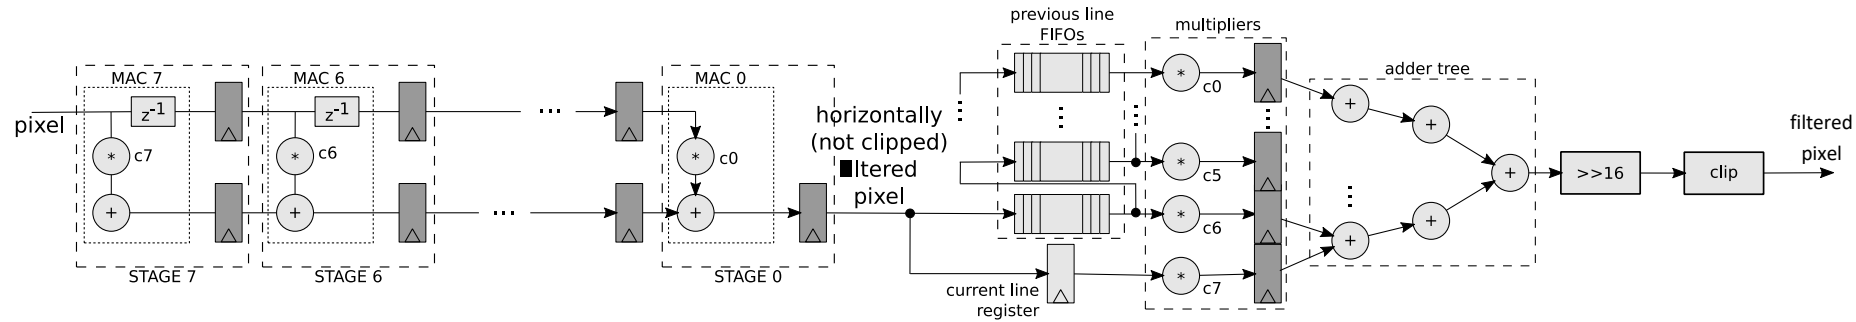 pixel
MAC 7
z-1
*
c7
+
STAGE 7
MAC 6
z-1
*
c6
+
STAGE 6
...
...
MAC 0
*
c0
+
STAGE 0
horizontally
(not clipped)
ltered
pixel
previous line
FIFOs
...
...
...
current line
register
multipliers
*
c0
...
*
c5
*
c6
*
c7
adder tree
+
+
+
...
+
+
>>16
clip
filtered
pixel